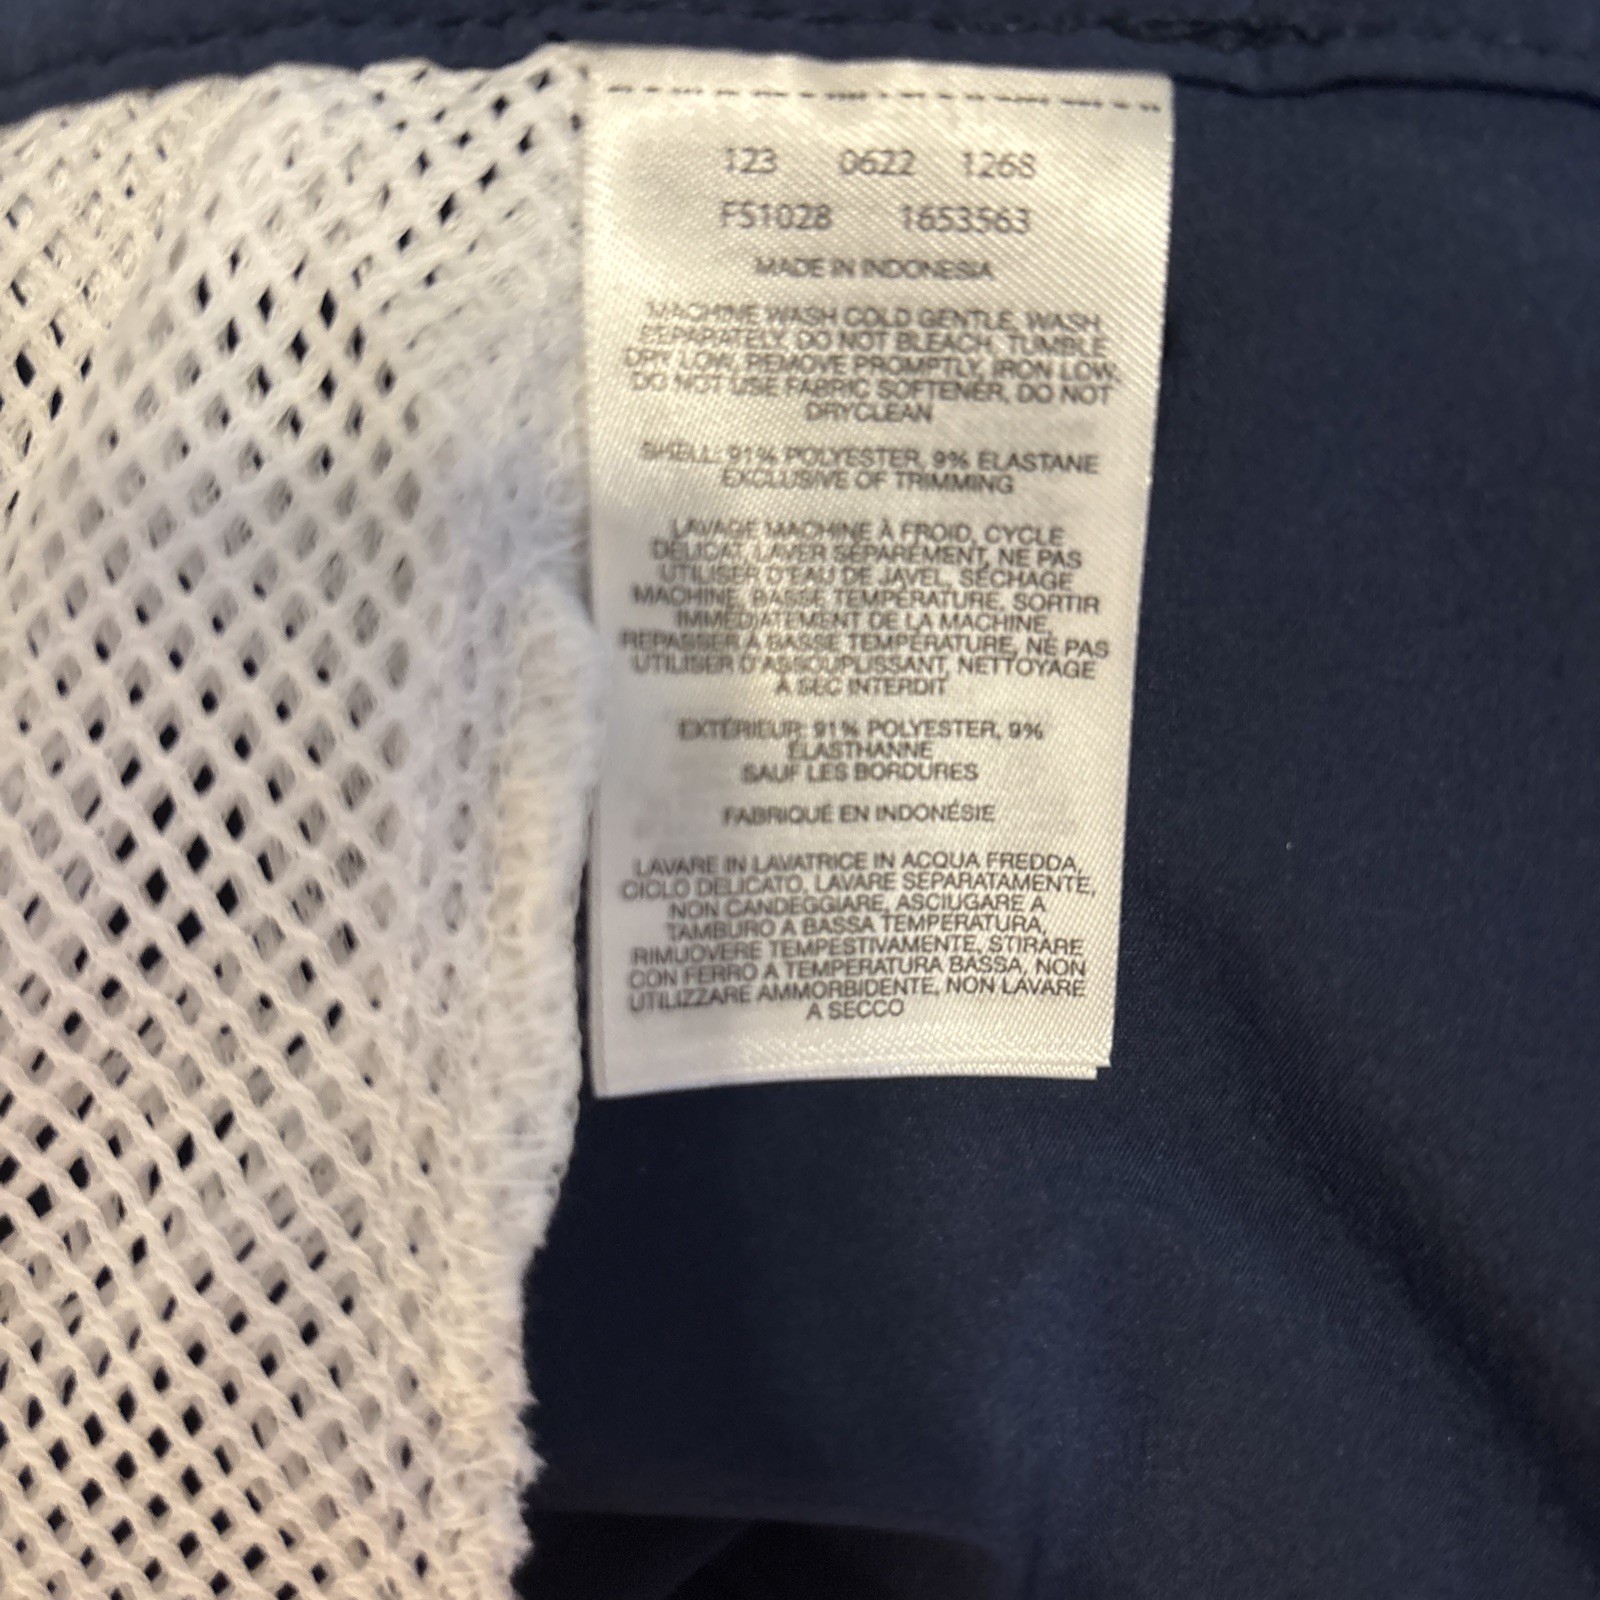 123 0622 1268
FS1028 1653563
MADE IN INDONESIA
MACHINE WASH COLD GENTLE, WASH
SEPARATELY, DO NOT BLEACH, TUMBLE
DRY LOW, REMOVE PROMPTLY, IRON LOW,
DO NOT USE FABRIC SOFTENER, DO NOT
DRYCLEAN
SHELL: 91% POLYESTER, 9% ELASTANE
EXCLUSIVE OF TRIMMING
LAVAGE MACHINE À FROID, CYCLE
DÉLICAT, LAVER SÉPARÉMENT, NE PAS
UTILISER D'EAU DE JAVEL, SÉCHAGE
MACHINE, BASSE TEMPÉRATURE, SORTIR
IMMÉDIATEMENT DE LA MACHINE,
REPASSER À BASSE TEMPÉRATURE, NE PAS
UTILISER D'ASSOUPLISSANT, NETTOYAGE
À SEC INTERDIT
EXTÉRIEUR: 91% POLYESTER, 9%
ÉLASTHANNE
SAUF LES BORDURES
FABRIQUÉ EN INDONÉSIE
LAVARE IN LAVATRICE IN ACQUA FREDDA,
CICLO DELICATO, LAVARE SEPARATAMENTE,
NON CANDEGGIARE, ASCIUGARE A
TAMBURO A BASSA TEMPERATURA,
RIMUOVERE TEMPESTIVAMENTE, STIRARE
CON FERRO A TEMPERATURA BASSA, NON
UTILIZZARE AMMORBIDENTE, NON LAVARE
A SECCO